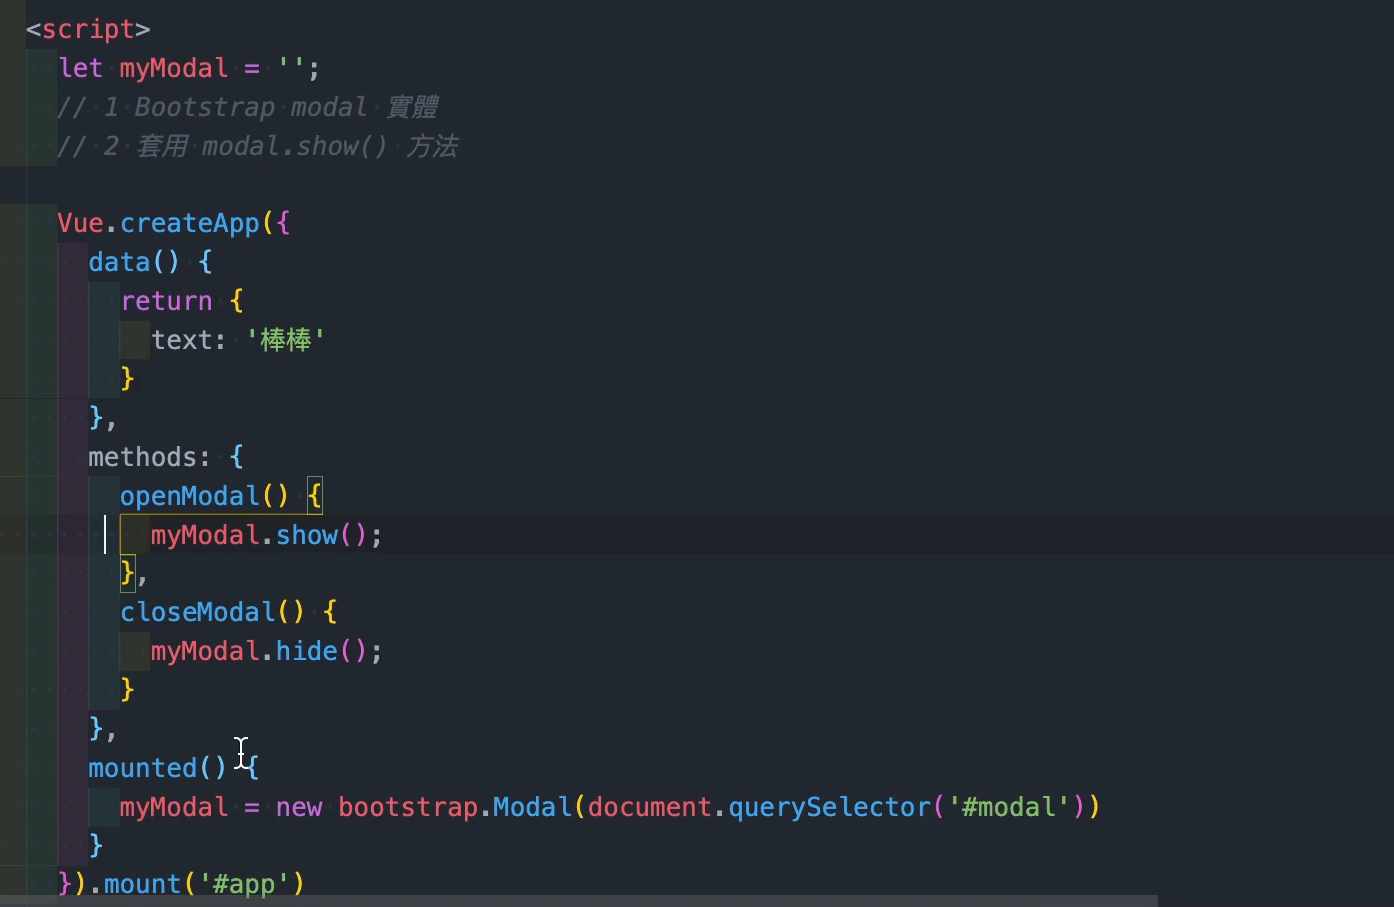 <script>
let myModal = '';
// 1 Bootstrap modal 實體
// 2 套用 modal.show() 方法
Vue.createApp({
data() {
return {
text: '棒棒'
}
},
methods: {
openModal() {
myModal.show();
},
closeModal() {
myModal.hide();
}
},
mounted() {
myModal = new bootstrap.Modal(document.querySelector('#modal'))
}
}).mount('#app')